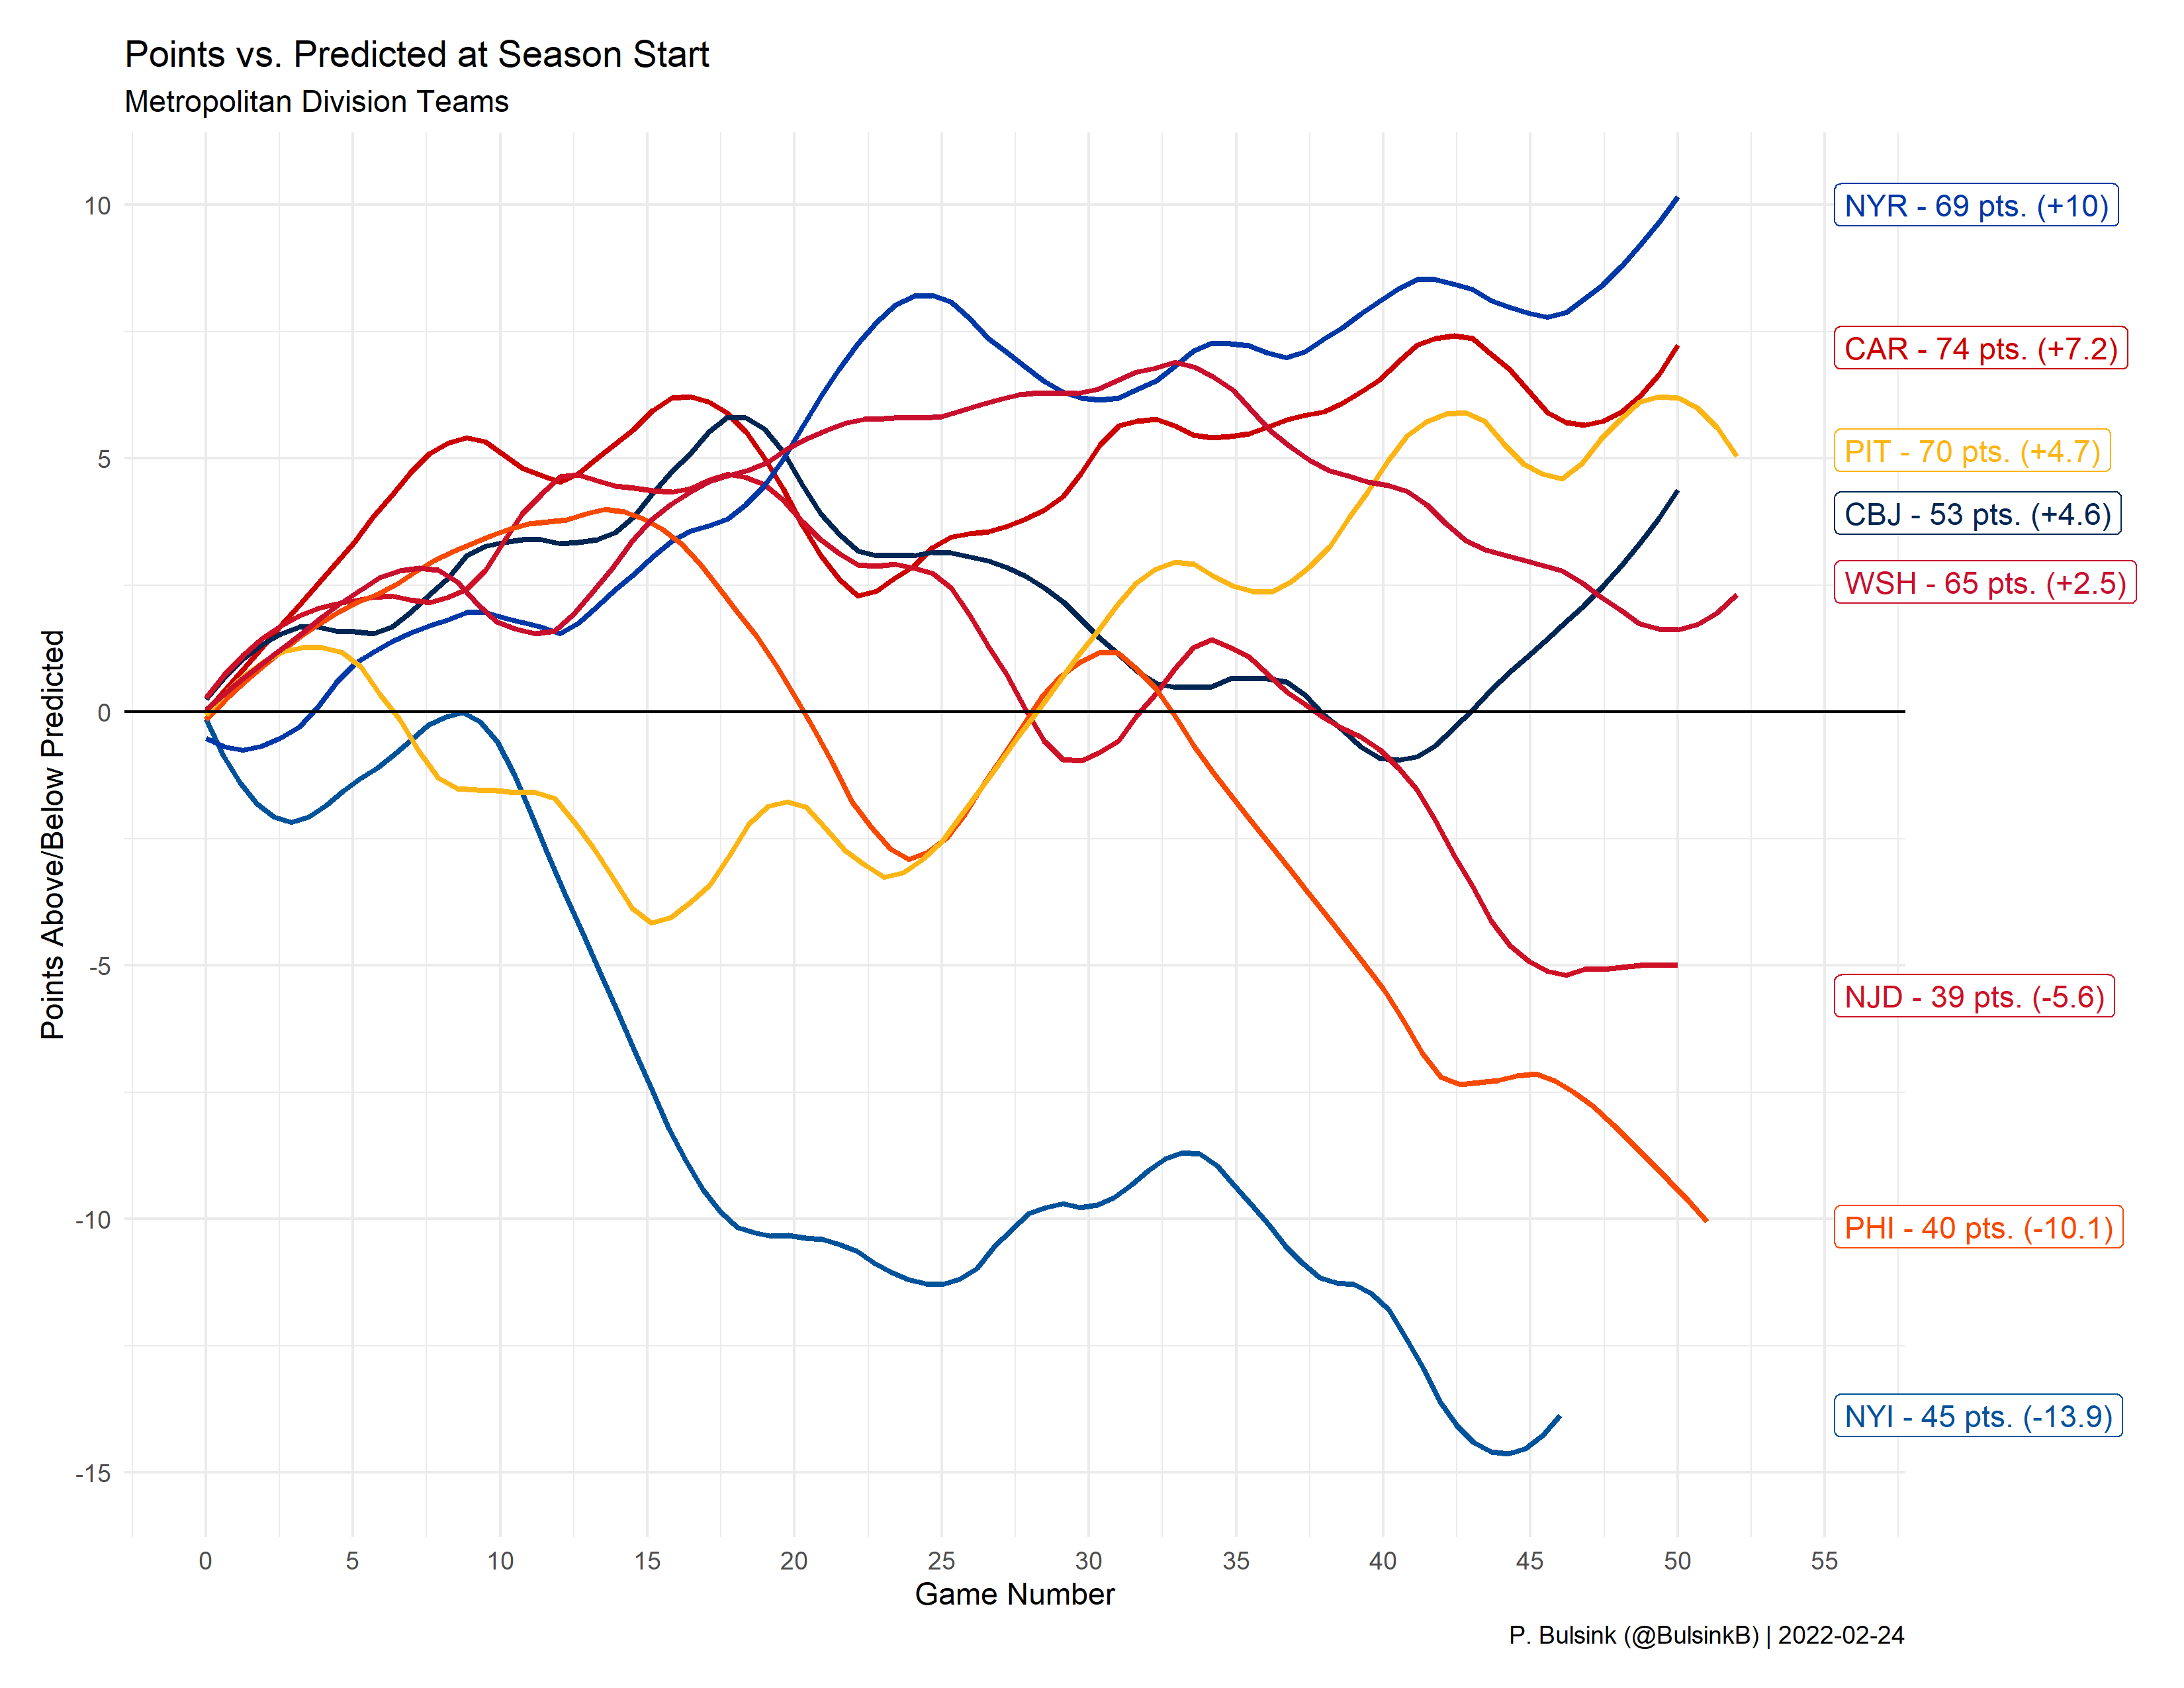 Points vs. Predicted at Season Start
Metropolitan Division Teams
Points Above/Below Predicted
10
5
0
-5
-10
-15
NYR - 69 pts. (+10)
CAR - 74 pts. (+7.2)
PIT - 70 pts. (+4.7)
CBJ - 53 pts. (+4.6)
WSH - 65 pts. (+2.5)
NJD - 39 pts. (-5.6)
PHI - 40 pts. (-10.1)
NYI - 45 pts. (-13.9)
0 5 10 15 20 25 30 35 40 45 50 55
Game Number
P. Bulsink (@BulsinkB) | 2022-02-24